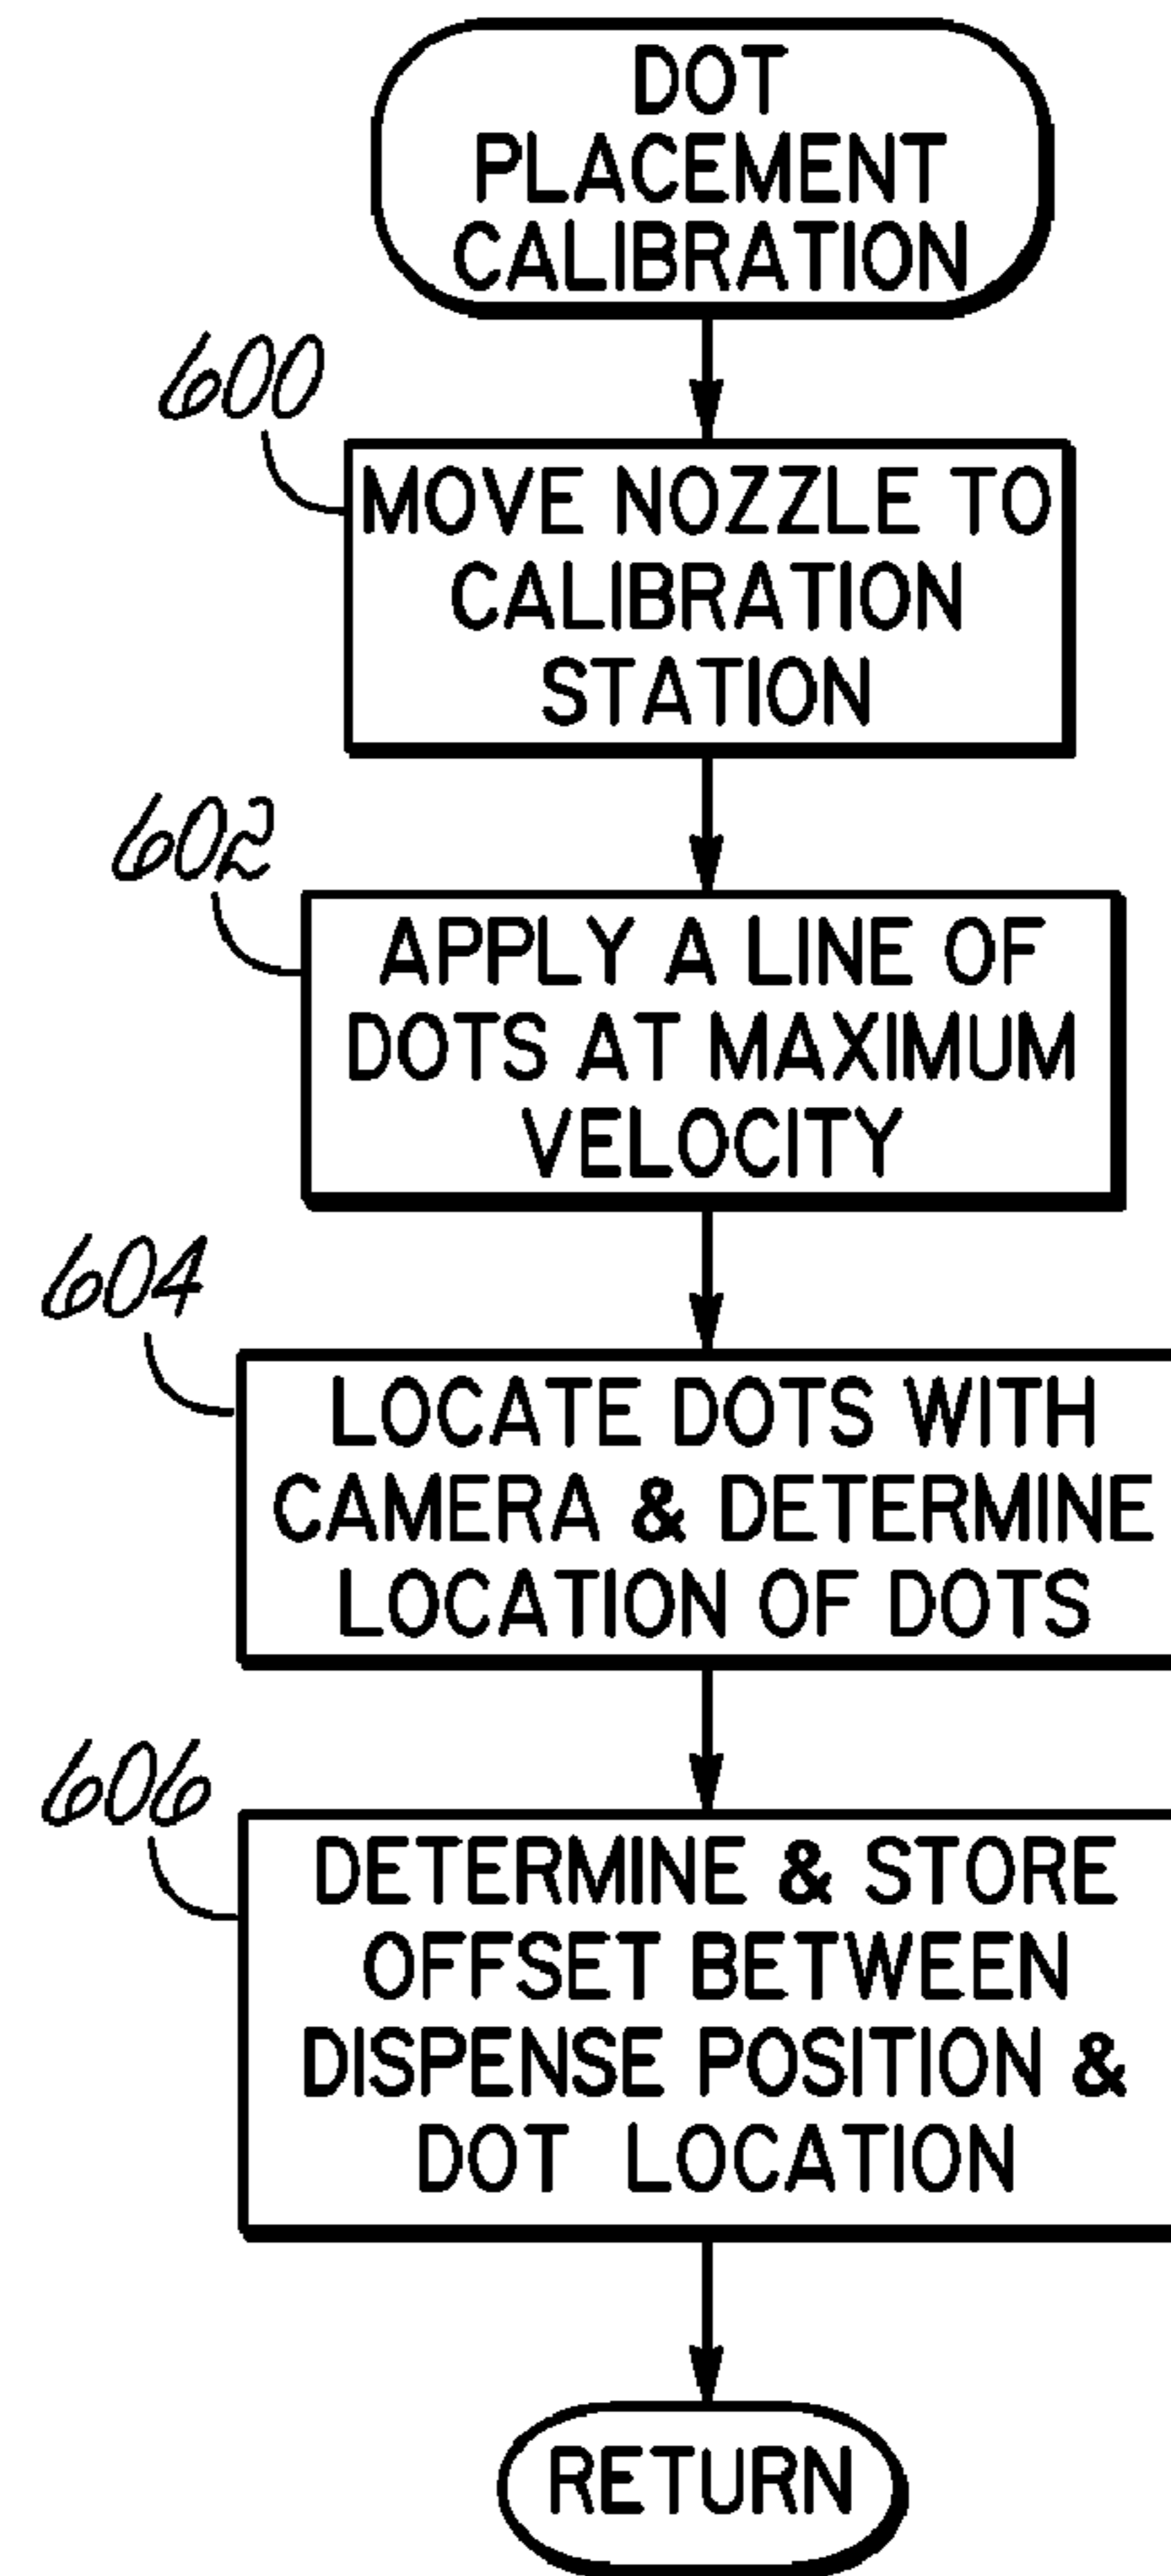 DOT
PLACEMENT
CALIBRATION
600
MOVE NOZZLE TO
CALIBRATION
STATION
602
APPLY A LINE OF
DOTS AT MAXIMUM
VELOCITY
604
LOCATE DOTS WITH
CAMERA & DETERMINE
LOCATION OF DOTS
606
DETERMINE & STORE
OFFSET BETWEEN
DISPENSE POSITION &
DOT LOCATION
RETURN